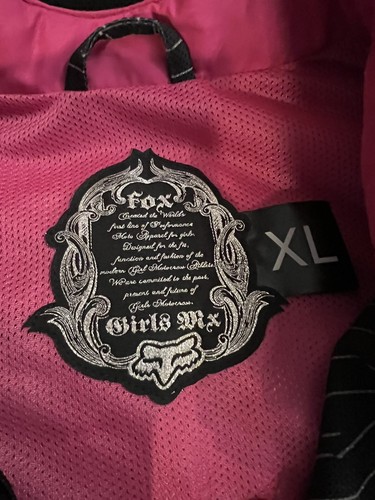 Fox
Created the World's
first line of Performance
Moto Apparel for girls.
Designed for the fit,
function and fashion of the
modern Girl Motocross Athlete.
We are committed to the past,
present and future of
Girls Motocross.
Girls Mx
XL